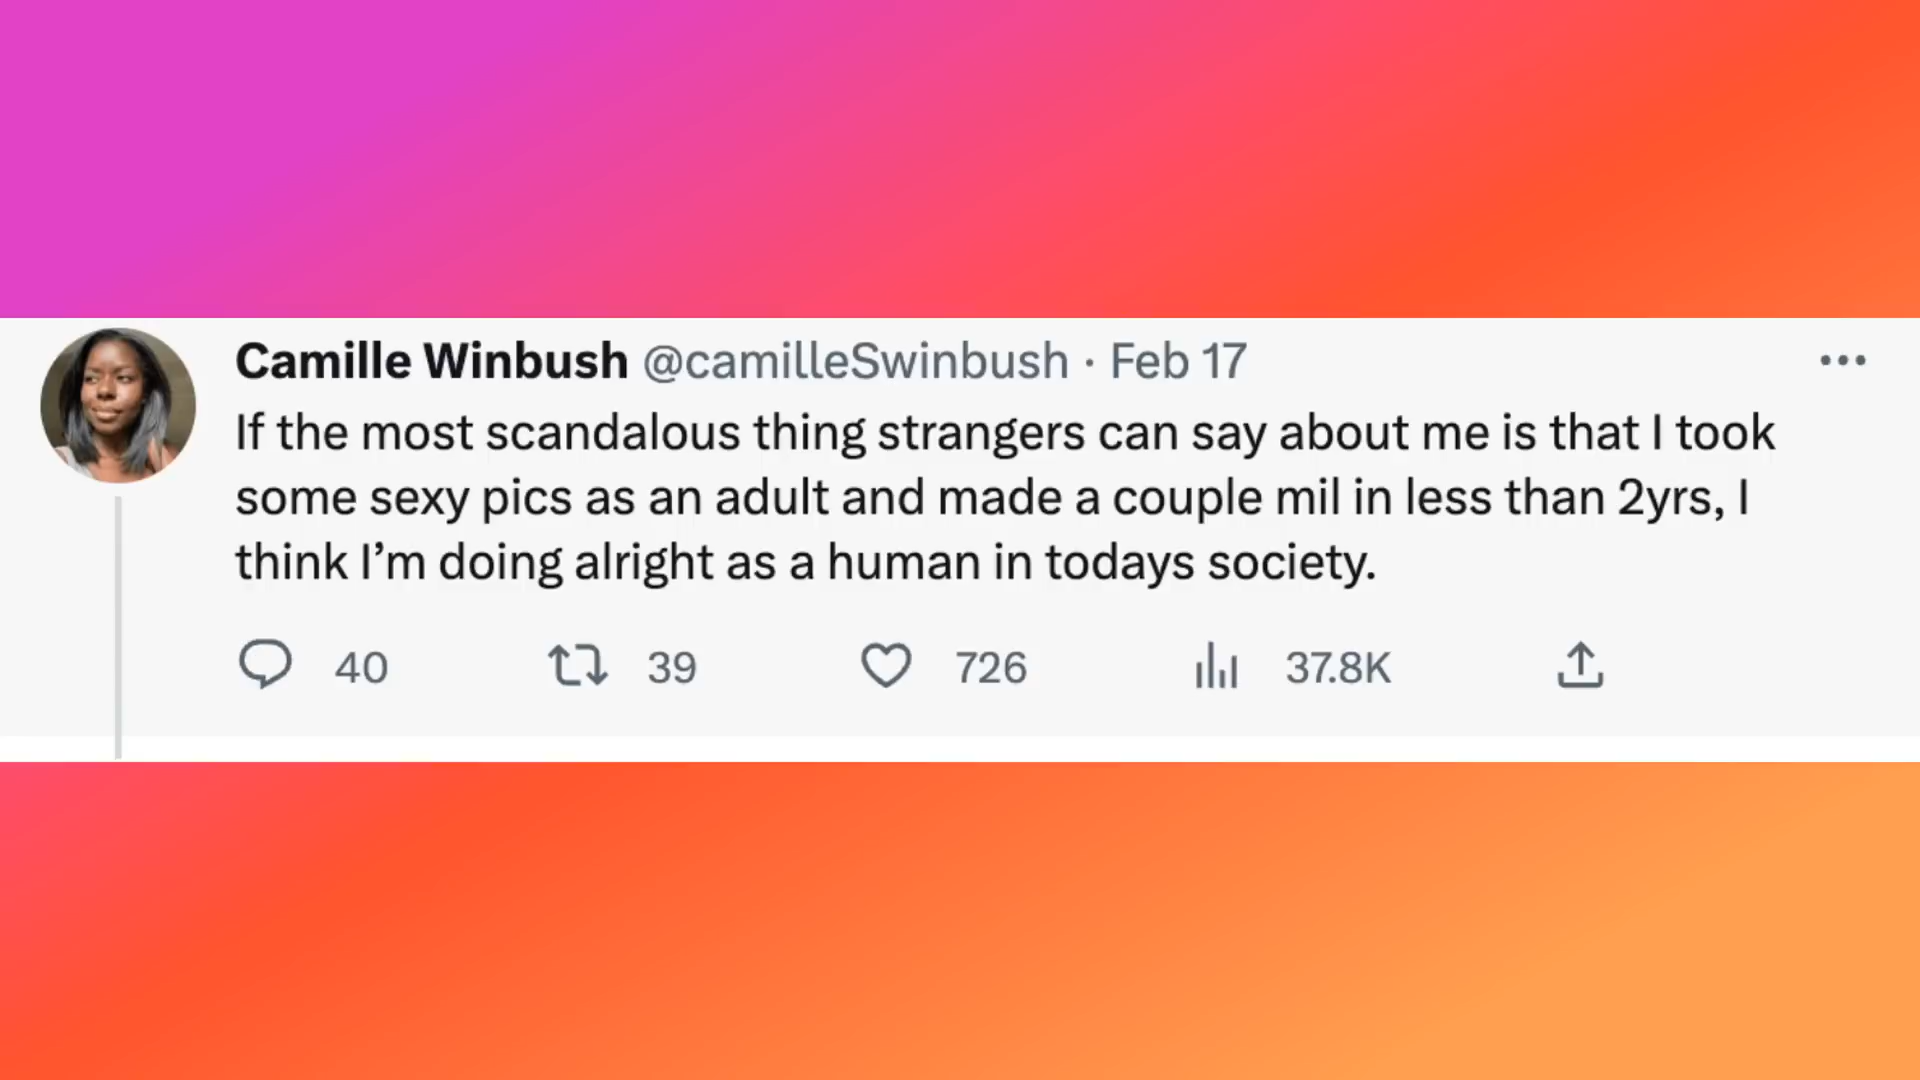 Camille Winbush @camilleSwinbush · Feb 17
If the most scandalous thing strangers can say about me is that I took
some sexy pics as an adult and made a couple mil in less than 2yrs, I
think I’m doing alright as a human in todays society.
40 39 726 37.8K